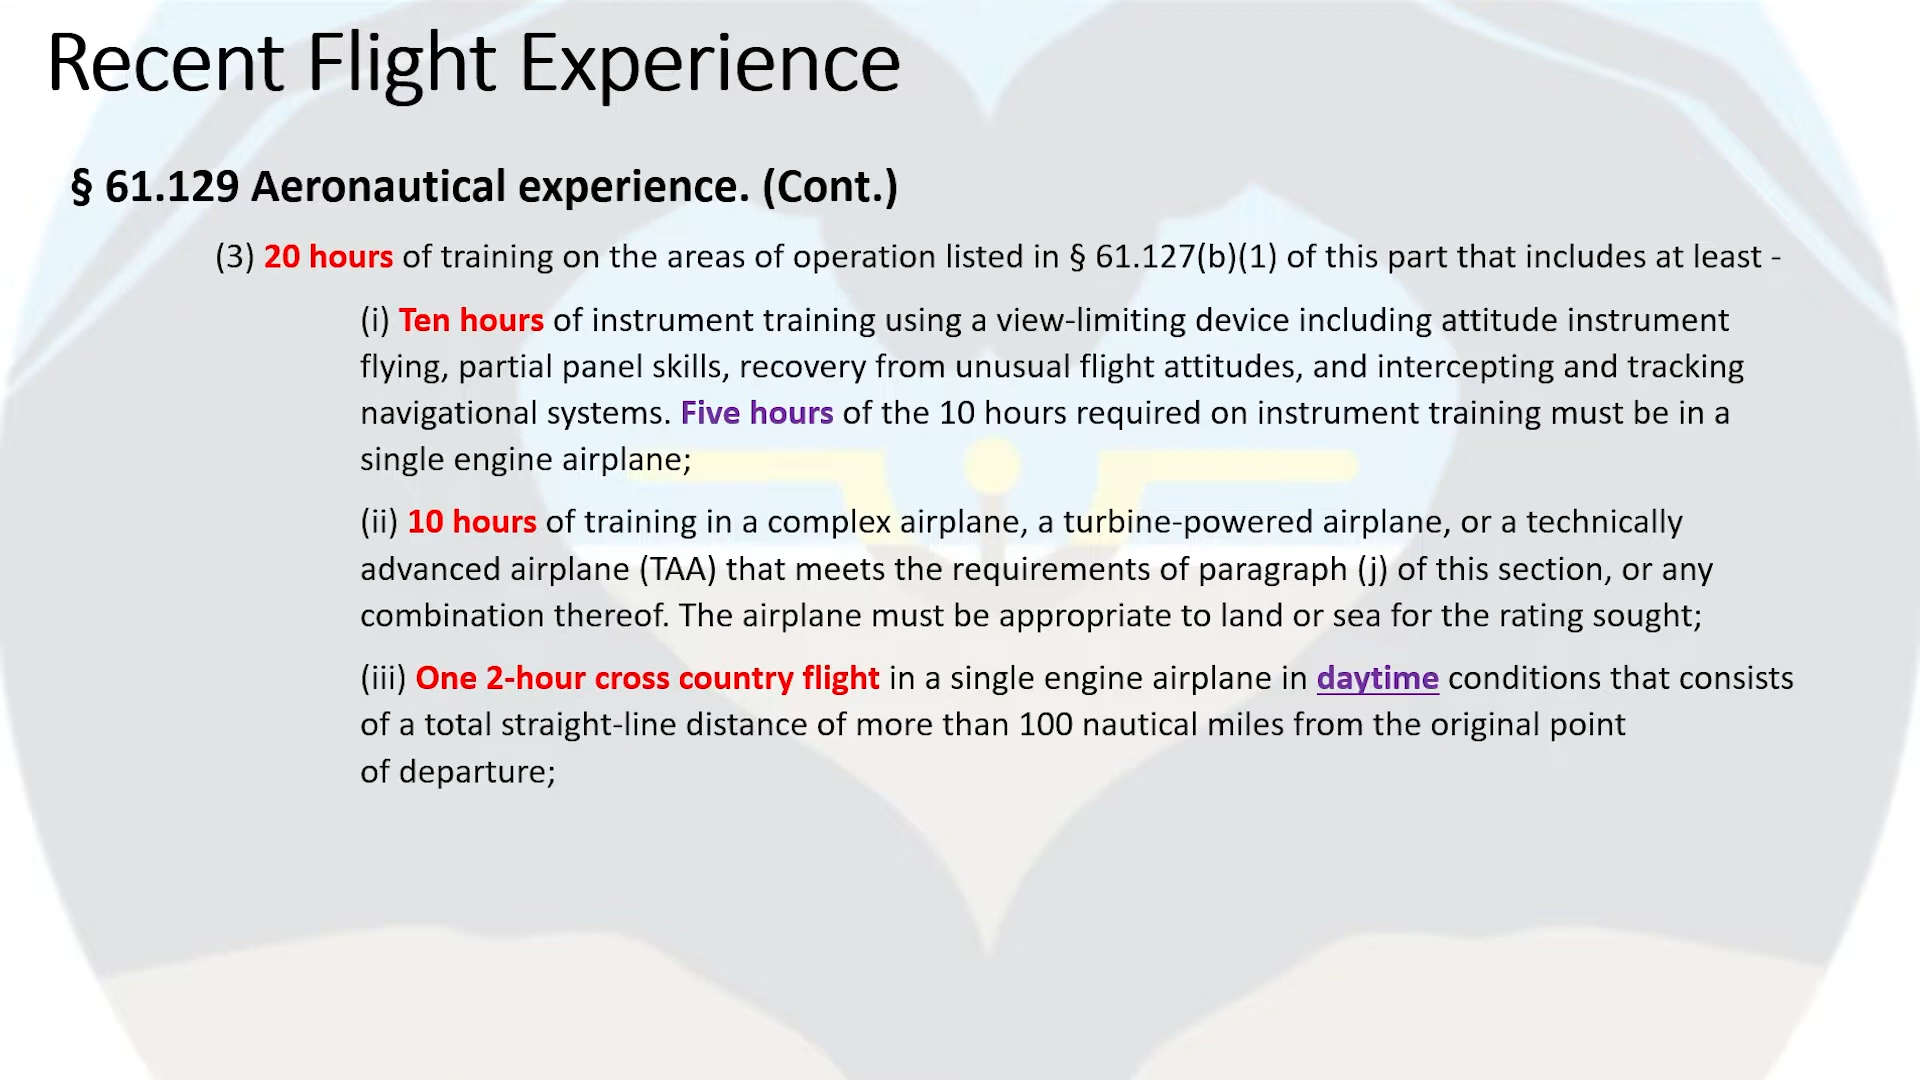 Recent Flight Experience
§ 61.129 Aeronautical experience. (Cont.)
(3) 20 hours of training on the areas of operation listed in § 61.127(b)(1) of this part that includes at least -
(i) Ten hours of instrument training using a view-limiting device including attitude instrument
flying, partial panel skills, recovery from unusual flight attitudes, and intercepting and tracking
navigational systems. Five hours of the 10 hours required on instrument training must be in a
single engine airplane;
(ii) 10 hours of training in a complex airplane, a turbine-powered airplane, or a technically
advanced airplane (TAA) that meets the requirements of paragraph (j) of this section, or any
combination thereof. The airplane must be appropriate to land or sea for the rating sought;
(iii) One 2-hour cross country flight in a single engine airplane in daytime conditions that consists
of a total straight-line distance of more than 100 nautical miles from the original point
of departure;